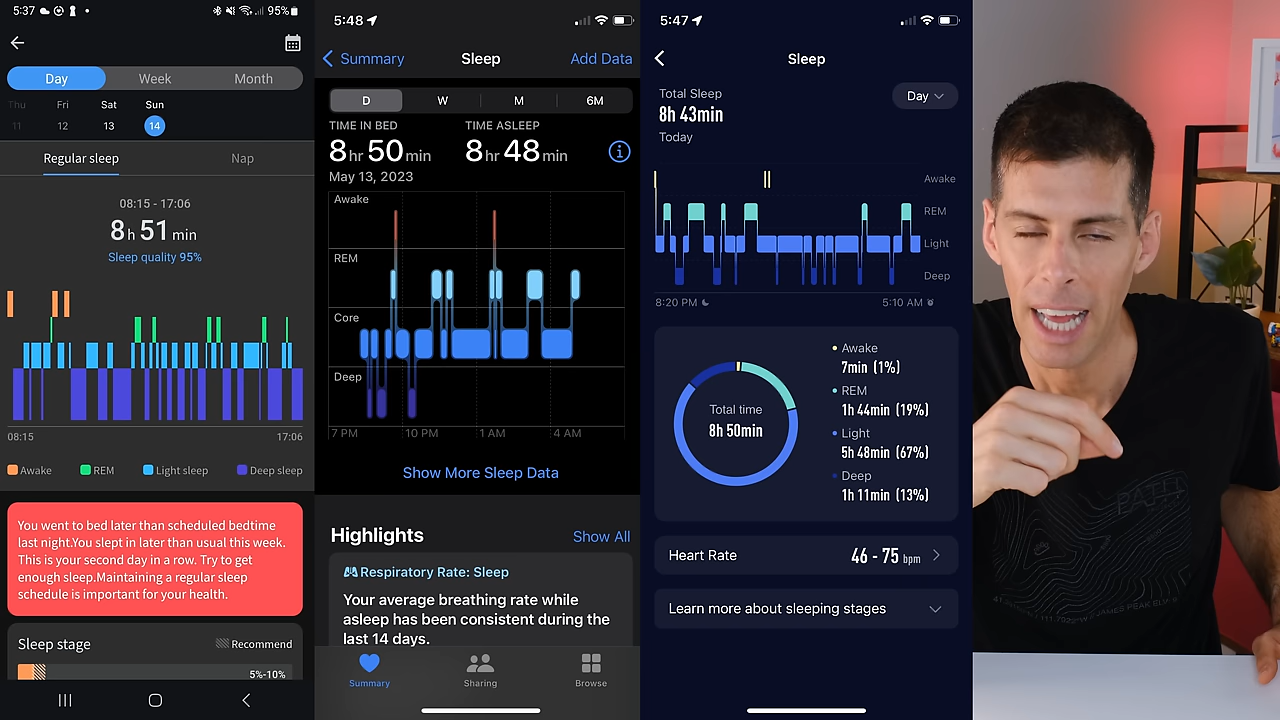 5:37
95%
Day
Week
Month
Thu
Fri
Sat
Sun
11
12
13
14
Regular sleep
Nap
08:15 - 17:06
8 h 51 min
Sleep quality 95%
08:15
17:06
Awake
REM
Light sleep
Deep sleep
You went to bed later than scheduled bedtime
last night.You slept in later than usual this week.
This is your second day in a row. Try to get
enough sleep.Maintaining a regular sleep
schedule is important for your health.
Sleep stage
Recommend
5%-10%
5:48
Summary
Sleep
Add Data
D
W
M
6M
TIME IN BED
TIME ASLEEP
8 hr 50 min
8 hr 48 min
May 13, 2023
Awake
REM
Core
Deep
7 PM
10 PM
1 AM
4 AM
Show More Sleep Data
Highlights
Show All
Respiratory Rate: Sleep
Your average breathing rate while
asleep has been consistent during the
last 14 days.
Summary
Sharing
Browse
5:47
Sleep
Total Sleep
Day
8h 43min
Today
Awake
REM
Light
Deep
8:20 PM
5:10 AM
Total time
8h 50min
Awake
7min (1%)
REM
1h 44min (19%)
Light
5h 48min (67%)
Deep
1h 11min (13%)
Heart Rate
46 - 75 bpm
Learn more about sleeping stages
JAMES PEAK